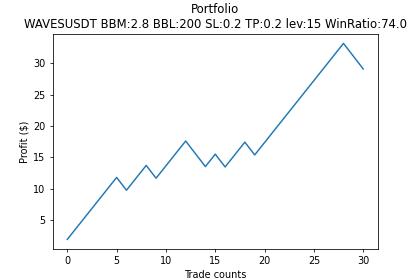 Portfolio
WAVESUSDT BBM:2.8 BBL:200 SL:0.2 TP:0.2 lev:15 WinRatio:74.0
Profit ($)
30
25
20
15
10
5
0 5 10 15 20 25 30
Trade counts